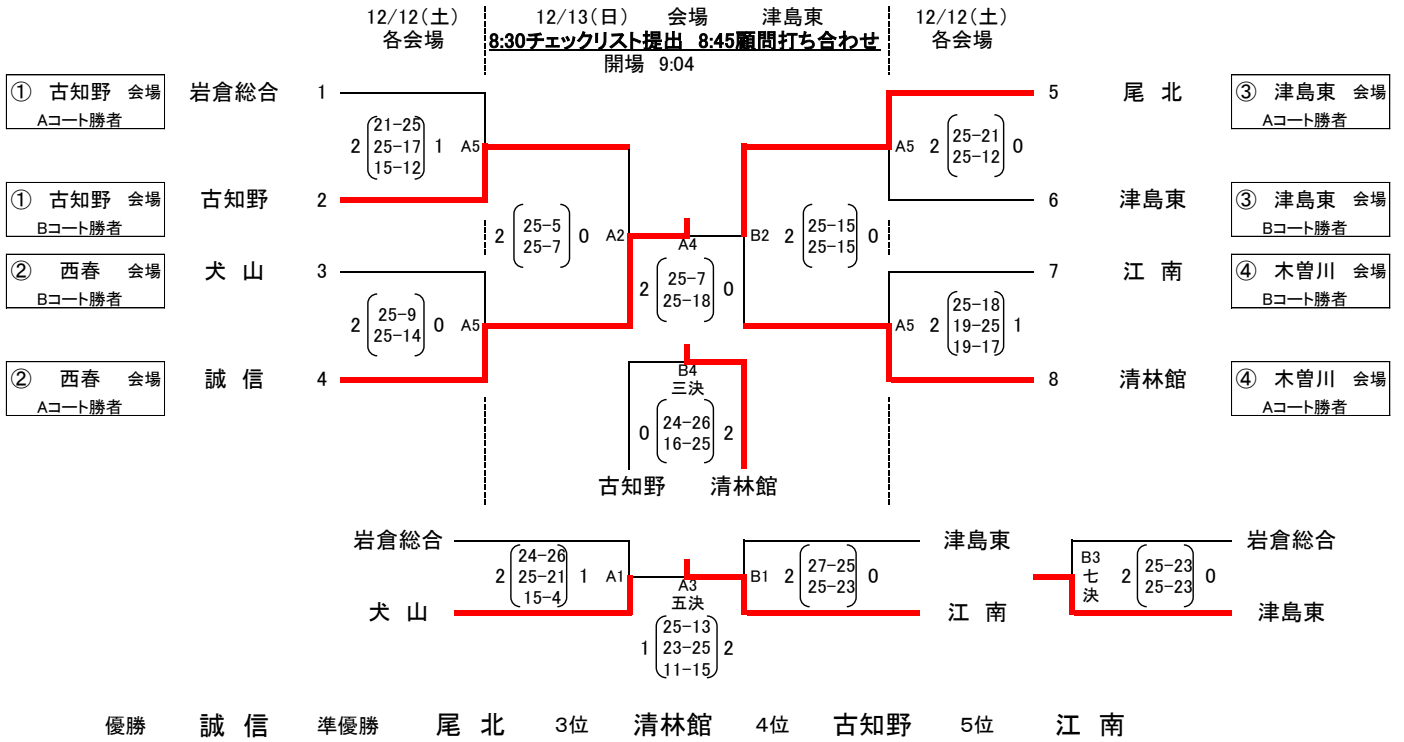 12/12(土) 12/13(日) 会場 津島東 12/12(土)
各会場 8:30チェックリスト提出 8:45顧問打ち合わせ 各会場
開場 9:04
① 古知野 会場 岩倉総合 1 5 尾 北 ③ 津島東 会場
Aコート勝者 Aコート勝者
2 21-25 25-17 15-12 1 A5 A5 2 25-21 25-12 0
① 古知野 会場 古知野 2 6 津島東 ③ 津島東 会場
Bコート勝者 Bコート勝者
2 25-5 25-7 0 A2 A4 B2 2 25-15 25-15 0
② 西春 会場 犬 山 3 7 江 南 ④ 木曽川 会場
Bコート勝者 Bコート勝者
2 25-7 25-18 0
2 25-9 25-14 0 A5 A5 2 25-18 19-25 19-17 1
② 西春 会場 誠 信 4 8 清林館 ④ 木曽川 会場
Aコート勝者 Aコート勝者
B4
三決
0 24-26 16-25 2
古知野 清林館
岩倉総合 津島東 岩倉総合
2 24-26 25-21 15-4 1 A1 A3 五決 B1 2 27-25 25-23 0 B3 七決 2 25-23 25-23 0
犬 山 江 南 津島東
1 25-13 23-25 11-15 2
優勝 誠 信 準優勝 尾 北 3位 清林館 4位 古知野 5位 江 南